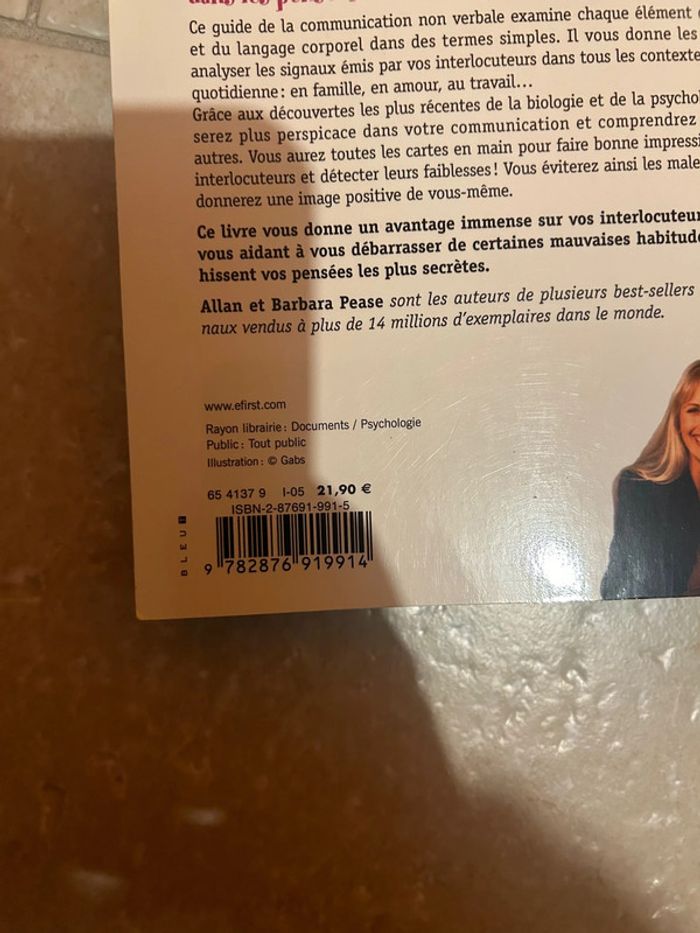 Ce guide de la communication non verbale examine chaque élément
et du langage corporel dans des termes simples. Il vous donne les
analyser les signaux émis par vos interlocuteurs dans tous les contexte
quotidienne : en famille, en amour, au travail...
Grâce aux découvertes les plus récentes de la biologie et de la psycho
serez plus perspicace dans votre communication et comprendrez
autres. Vous aurez toutes les cartes en main pour faire bonne impressi
interlocuteurs et détecter leurs faiblesses ! Vous éviterez ainsi les male
donnerez une image positive de vous-même.
Ce livre vous donne un avantage immense sur vos interlocuteur
vous aidant à vous débarrasser de certaines mauvaises habitud
hissent vos pensées les plus secrètes.
Allan et Barbara Pease sont les auteurs de plusieurs best-sellers
naux vendus à plus de 14 millions d'exemplaires dans le monde.
www.efirst.com
Rayon librairie : Documents / Psychologie
Public : Tout public
Illustration : © Gabs
65 4137 9 I-05 21,90 €
ISBN-2-87691-991-5
9 782876 919914
BLEU